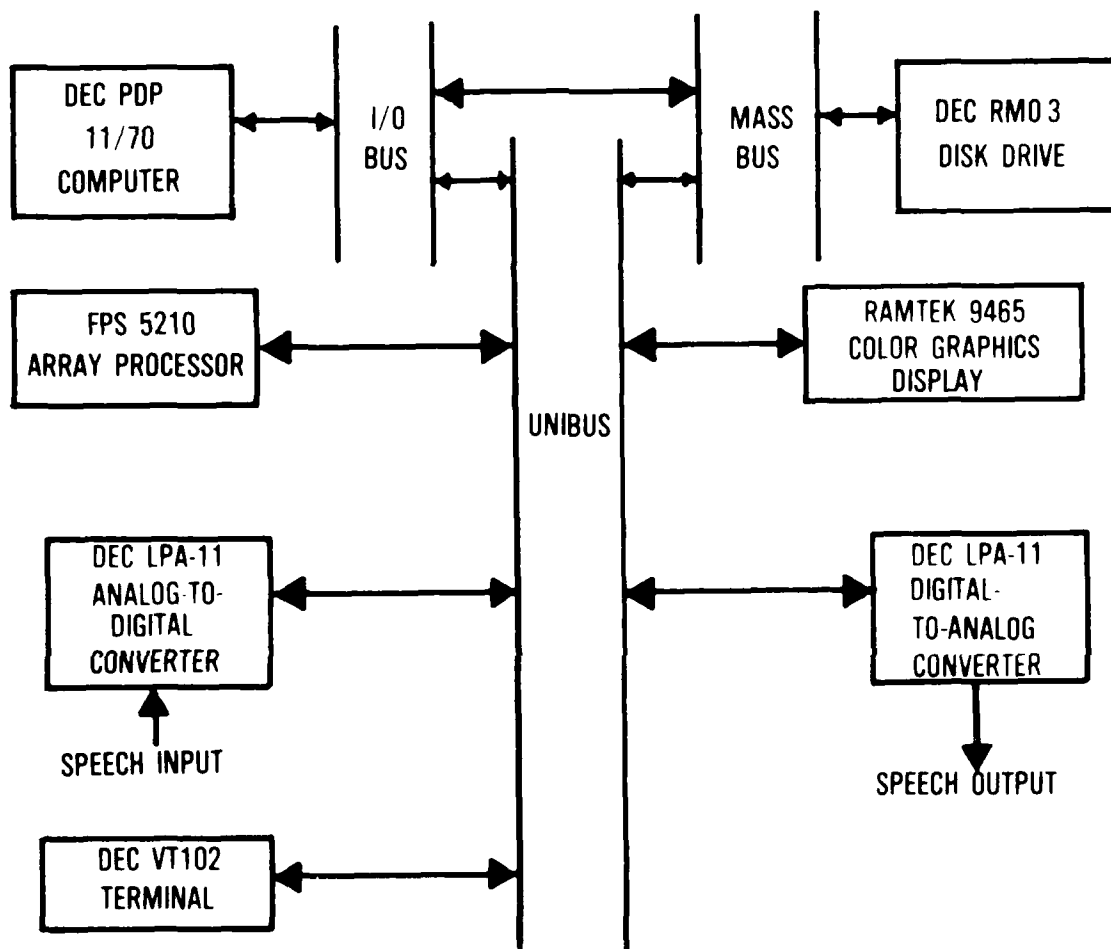 DEC PDP
11/70
COMPUTER
I/O
BUS
MASS
BUS
DEC RM03
DISK DRIVE
FPS 5210
ARRAY PROCESSOR
RAMTEK 9465
COLOR GRAPHICS
DISPLAY
UNIBUS
DEC LPA-11
ANALOG-TO-
DIGITAL
CONVERTER
DEC LPA-11
DIGITAL-
TO-ANALOG
CONVERTER
SPEECH INPUT
SPEECH OUTPUT
DEC VT102
TERMINAL